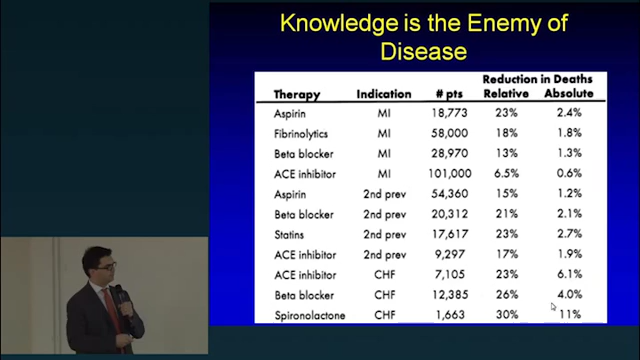 Knowledge is the Enemy of
Disease
Reduction in Deaths
Therapy Indication # pts Relative Absolute
Aspirin MI 18,773 23% 2.4%
Fibrinolytics MI 58,000 18% 1.8%
Beta blocker MI 28,970 13% 1.3%
ACE inhibitor MI 101,000 6.5% 0.6%
Aspirin 2nd prev 54,360 15% 1.2%
Beta blocker 2nd prev 20,312 21% 2.1%
Statins 2nd prev 17,617 23% 2.7%
ACE inhibitor 2nd prev 9,297 17% 1.9%
ACE inhibitor CHF 7,105 23% 6.1%
Beta blocker CHF 12,385 26% 4.0%
Spironolactone CHF 1,663 30% 11%